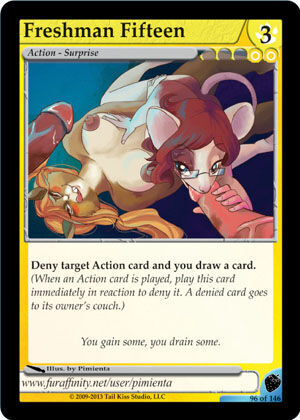 Freshman Fifteen
3
Action - Surprise
Deny target Action card and you draw a card.
(When an Action card is played, play this card
immediately in reaction to deny it. A denied card goes
to its owner's couch.)
You gain some, you drain some.
Illus. by Pimienta
www.furaffinity.net/user/pimienta
© 2009-2013 Tail Kiss Studio, LLC
96 of 146